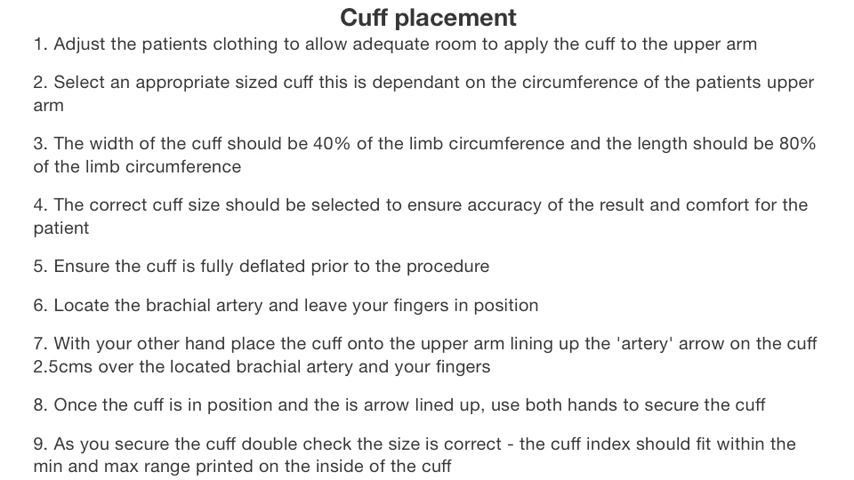 Cuff placement
1. Adjust the patients clothing to allow adequate room to apply the cuff to the upper arm
2. Select an appropriate sized cuff this is dependant on the circumference of the patients upper
arm
3. The width of the cuff should be 40% of the limb circumference and the length should be 80%
of the limb circumference
4. The correct cuff size should be selected to ensure accuracy of the result and comfort for the
patient
5. Ensure the cuff is fully deflated prior to the procedure
6. Locate the brachial artery and leave your fingers in position
7. With your other hand place the cuff onto the upper arm lining up the 'artery' arrow on the cuff
2.5cms over the located brachial artery and your fingers
8. Once the cuff is in position and the is arrow lined up, use both hands to secure the cuff
9. As you secure the cuff double check the size is correct - the cuff index should fit within the
min and max range printed on the inside of the cuff